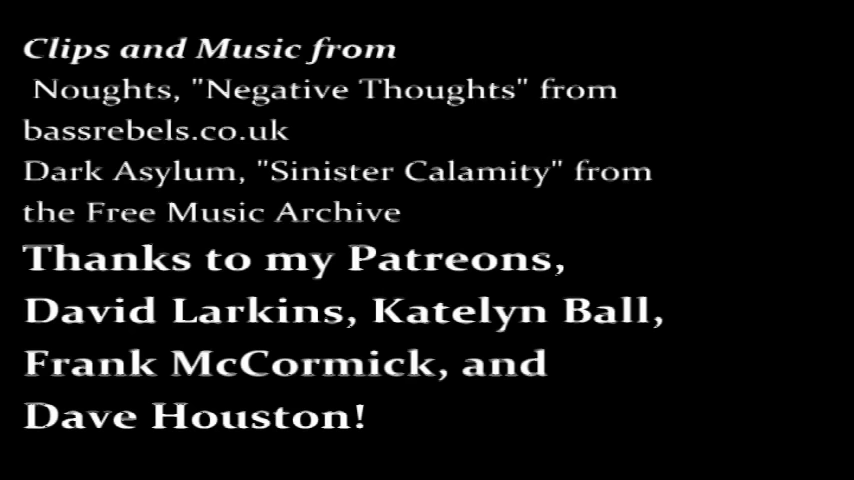 Clips and Music from
Noughts, "Negative Thoughts" from
bassrebels.co.uk
Dark Asylum, "Sinister Calamity" from
the Free Music Archive
Thanks to my Patreons,
David Larkins, Katelyn Ball,
Frank McCormick, and
Dave Houston!